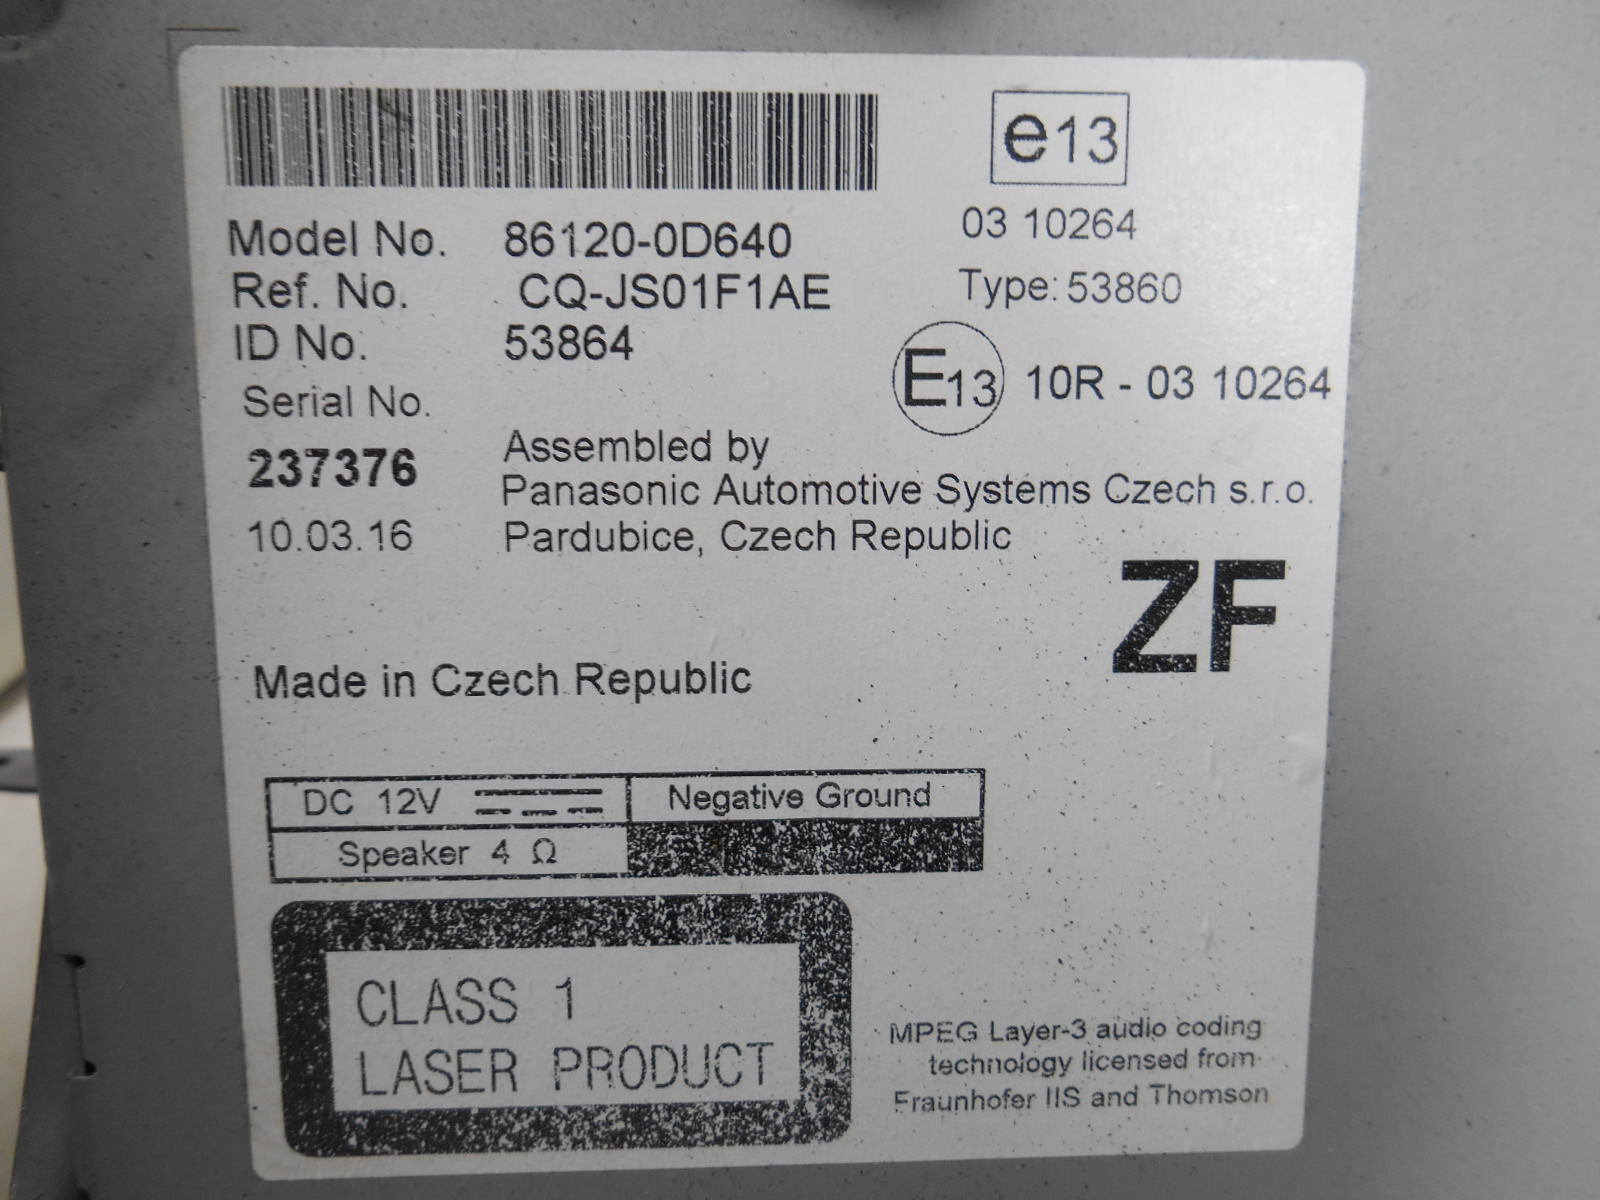 e13
Model No. 86120-0D640
03 10264
Ref. No. CQ-JS01F1AE
Type: 53860
ID No. 53864
E13 10R - 03 10264
Serial No.
237376
Assembled by
Panasonic Automotive Systems Czech s.r.o.
10.03.16
Pardubice, Czech Republic
ZF
Made in Czech Republic
DC 12V
Negative Ground
Speaker 4 Ω
CLASS 1
LASER PRODUCT
MPEG Layer-3 audio coding
technology licensed from
Fraunhofer IIS and Thomson